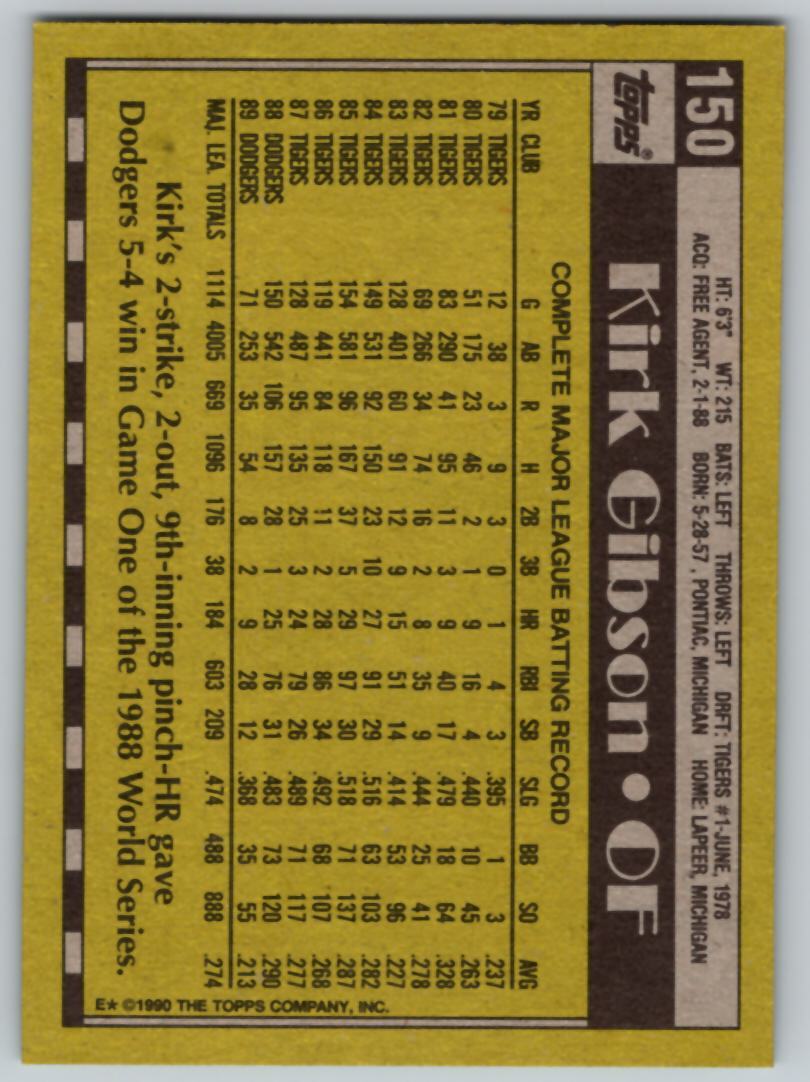 150
HT: 6'3" WT: 215 BATS: LEFT THROWS: LEFT DRFT: TIGERS #1-JUNE, 1978
ACQ: FREE AGENT, 2-1-88 BORN: 5-28-57, PONTIAC, MICHIGAN HOME: LAPEER, MICHIGAN
topps®
Kirk Gibson • OF
COMPLETE MAJOR LEAGUE BATTING RECORD
YR CLUB G AB R H 2B 3B HR RBI SB SLG BB SO AVG
79 TIGERS 12 38 3 9 3 0 1 4 3 .395 1 3 .237
80 TIGERS 51 175 23 46 2 1 9 16 4 .440 10 45 .263
81 TIGERS 83 290 41 95 11 3 9 40 17 .479 18 64 .328
82 TIGERS 69 266 34 74 16 2 8 35 9 .444 25 41 .278
83 TIGERS 128 401 60 91 12 9 15 51 14 .414 53 96 .227
84 TIGERS 149 531 92 150 23 10 27 91 29 .516 63 103 .282
85 TIGERS 154 581 96 167 37 5 29 97 30 .518 71 137 .287
86 TIGERS 119 441 84 118 11 2 28 86 34 .492 68 107 .268
87 TIGERS 128 487 95 135 25 3 24 79 26 .489 71 117 .277
88 DODGERS 150 542 106 157 28 1 25 76 31 .483 73 120 .290
89 DODGERS 71 253 35 54 8 2 9 28 12 .368 35 55 .213
MAJ. LEA. TOTALS 1114 4005 669 1096 176 38 184 603 209 .474 488 888 .274
Kirk's 2-strike, 2-out, 9th-inning pinch-HR gave
Dodgers 5-4 win in Game One of the 1988 World Series.
E★ ©1990 THE TOPPS COMPANY, INC.